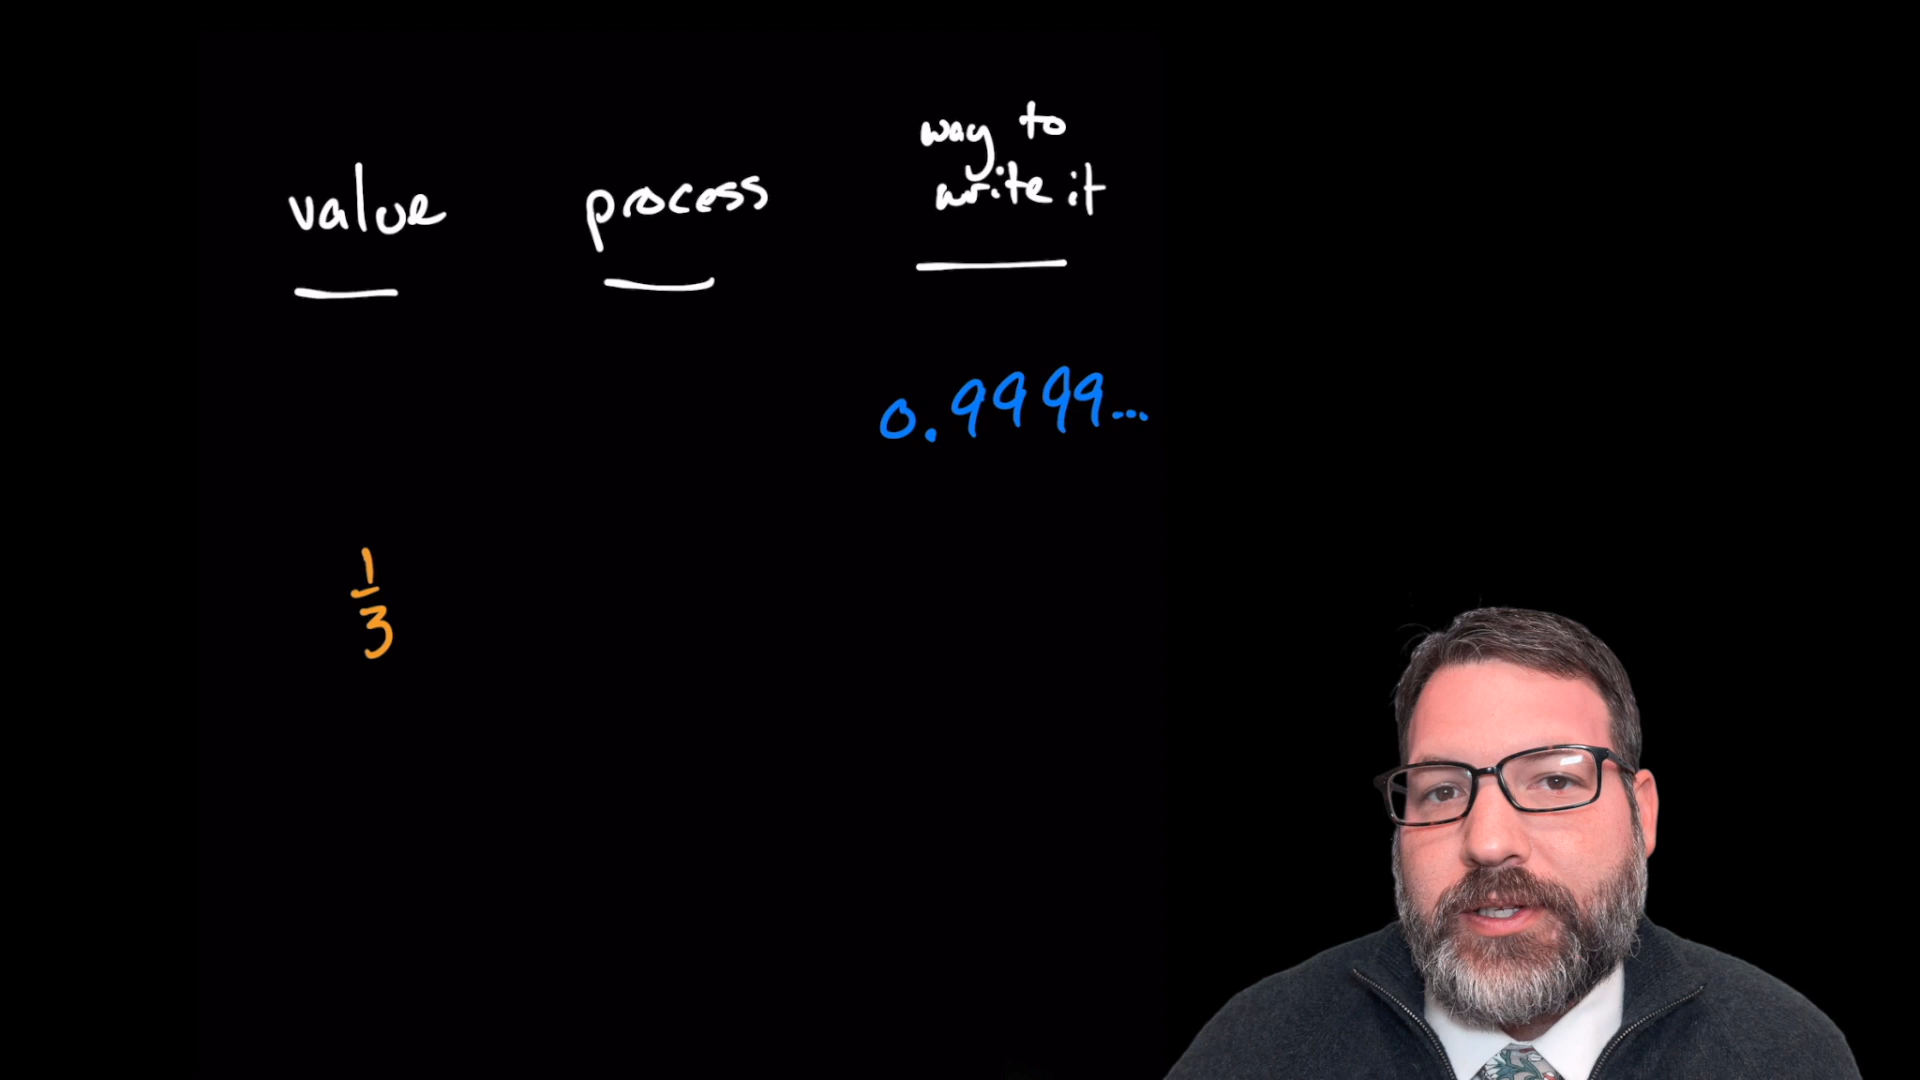 value
process
way to
write it
0.9999...
1
3